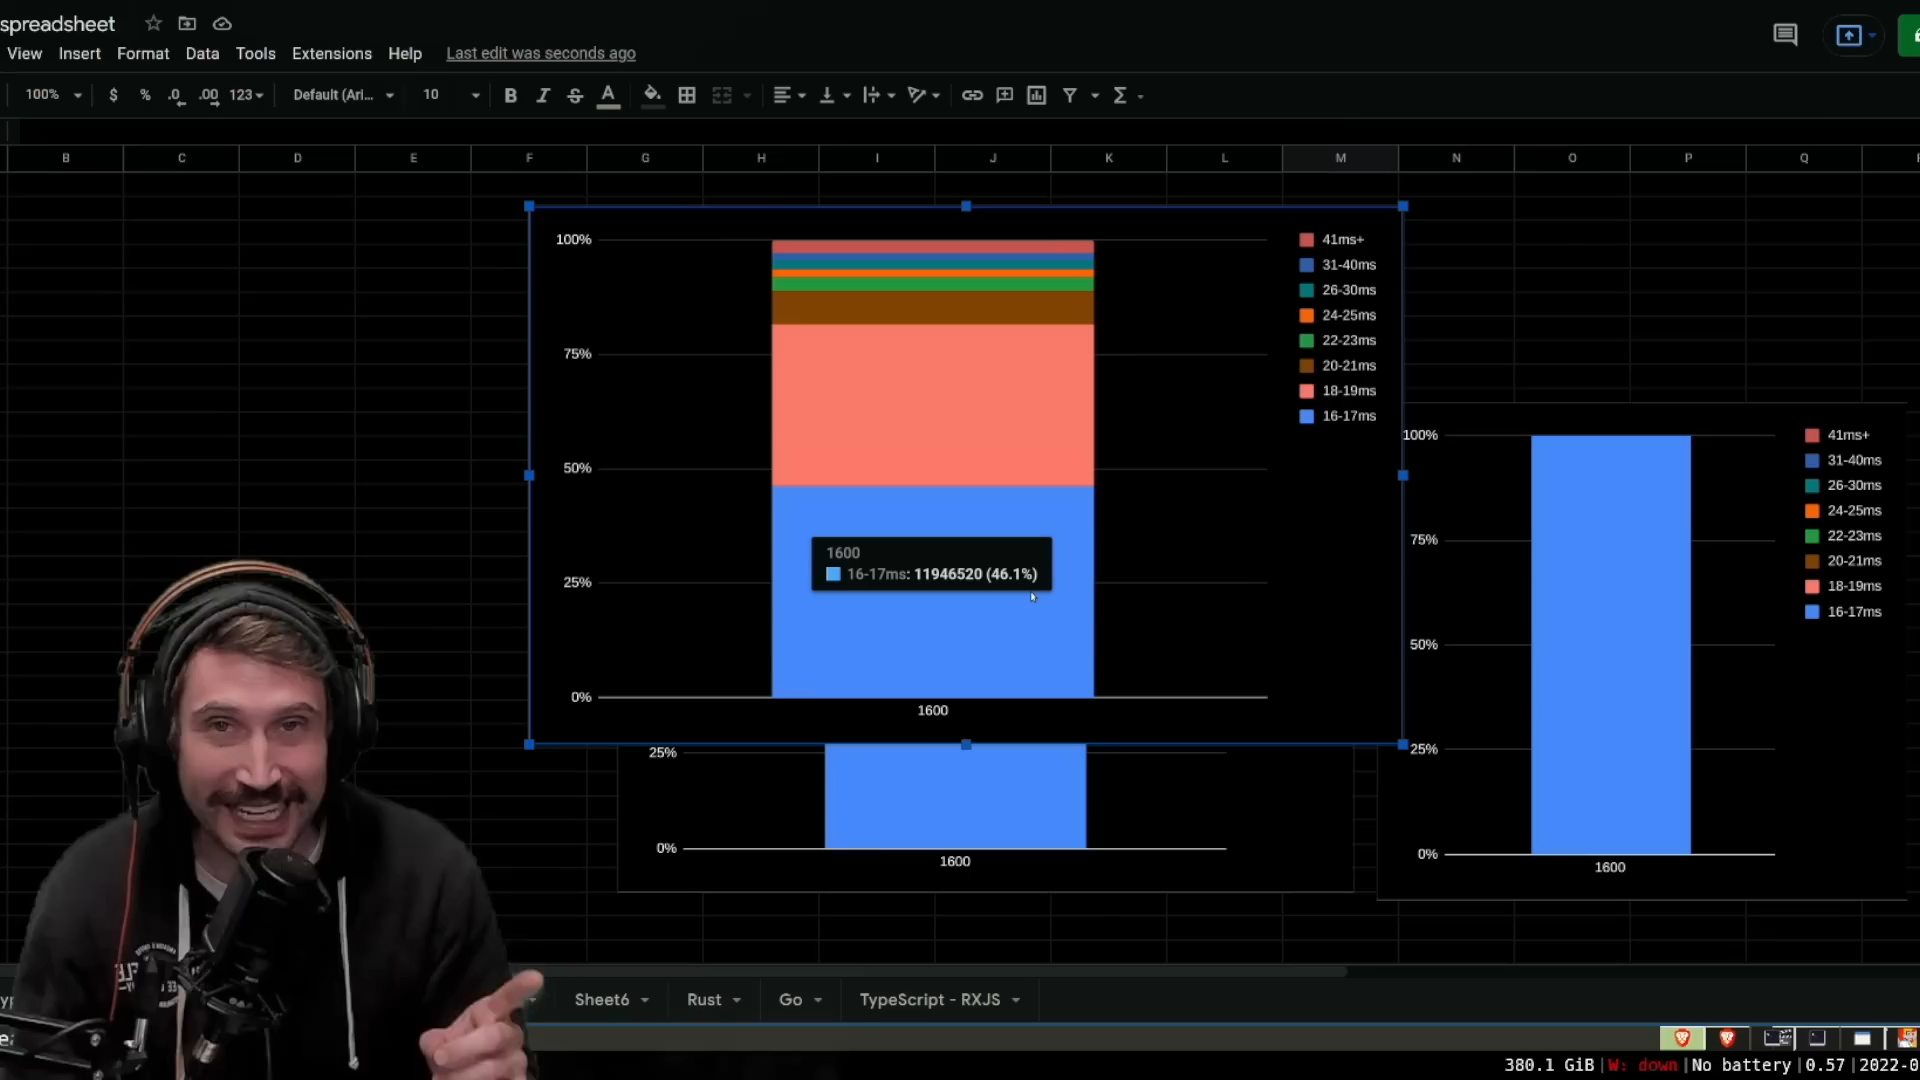 spreadsheet
View Insert Format Data Tools Extensions Help Last edit was seconds ago
100% $ % .0 .00 123 Default (Ari... 10 B I S A Σ
B C D E F G H I J K L M N O P Q
100%
75%
50%
25%
0%
1600
41ms+
31-40ms
26-30ms
24-25ms
22-23ms
20-21ms
18-19ms
16-17ms
1600
16-17ms: 11946520 (46.1%)
25%
0%
1600
100%
75%
50%
25%
0%
1600
41ms+
31-40ms
26-30ms
24-25ms
22-23ms
20-21ms
18-19ms
16-17ms
Sheet6 Rust Go TypeScript - RXJS
380.1 GiB|W: down|No battery|0.57|2022-0